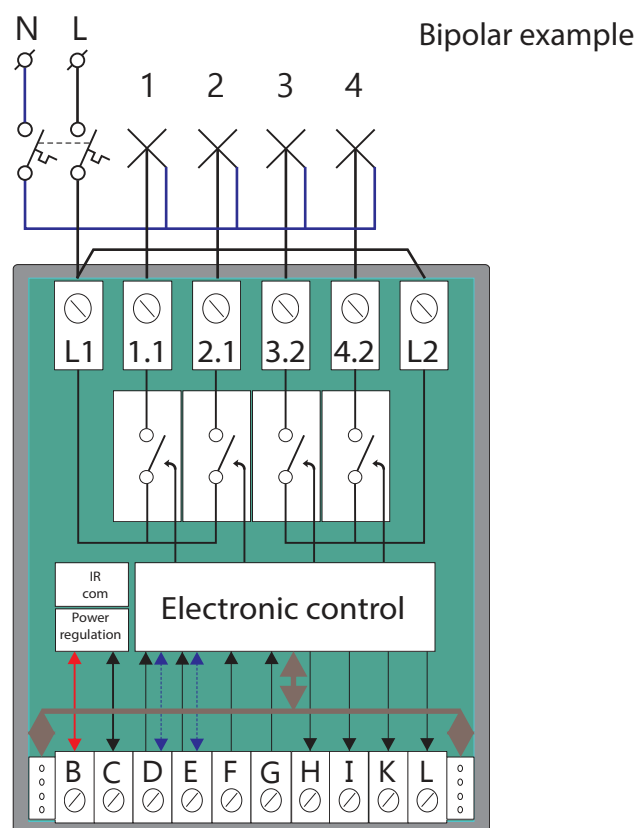 N L
Bipolar example
1 2 3 4
L1 1.1 2.1 3.2 4.2 L2
IR
com
Power
regulation
Electronic control
B C D E F G H I K L